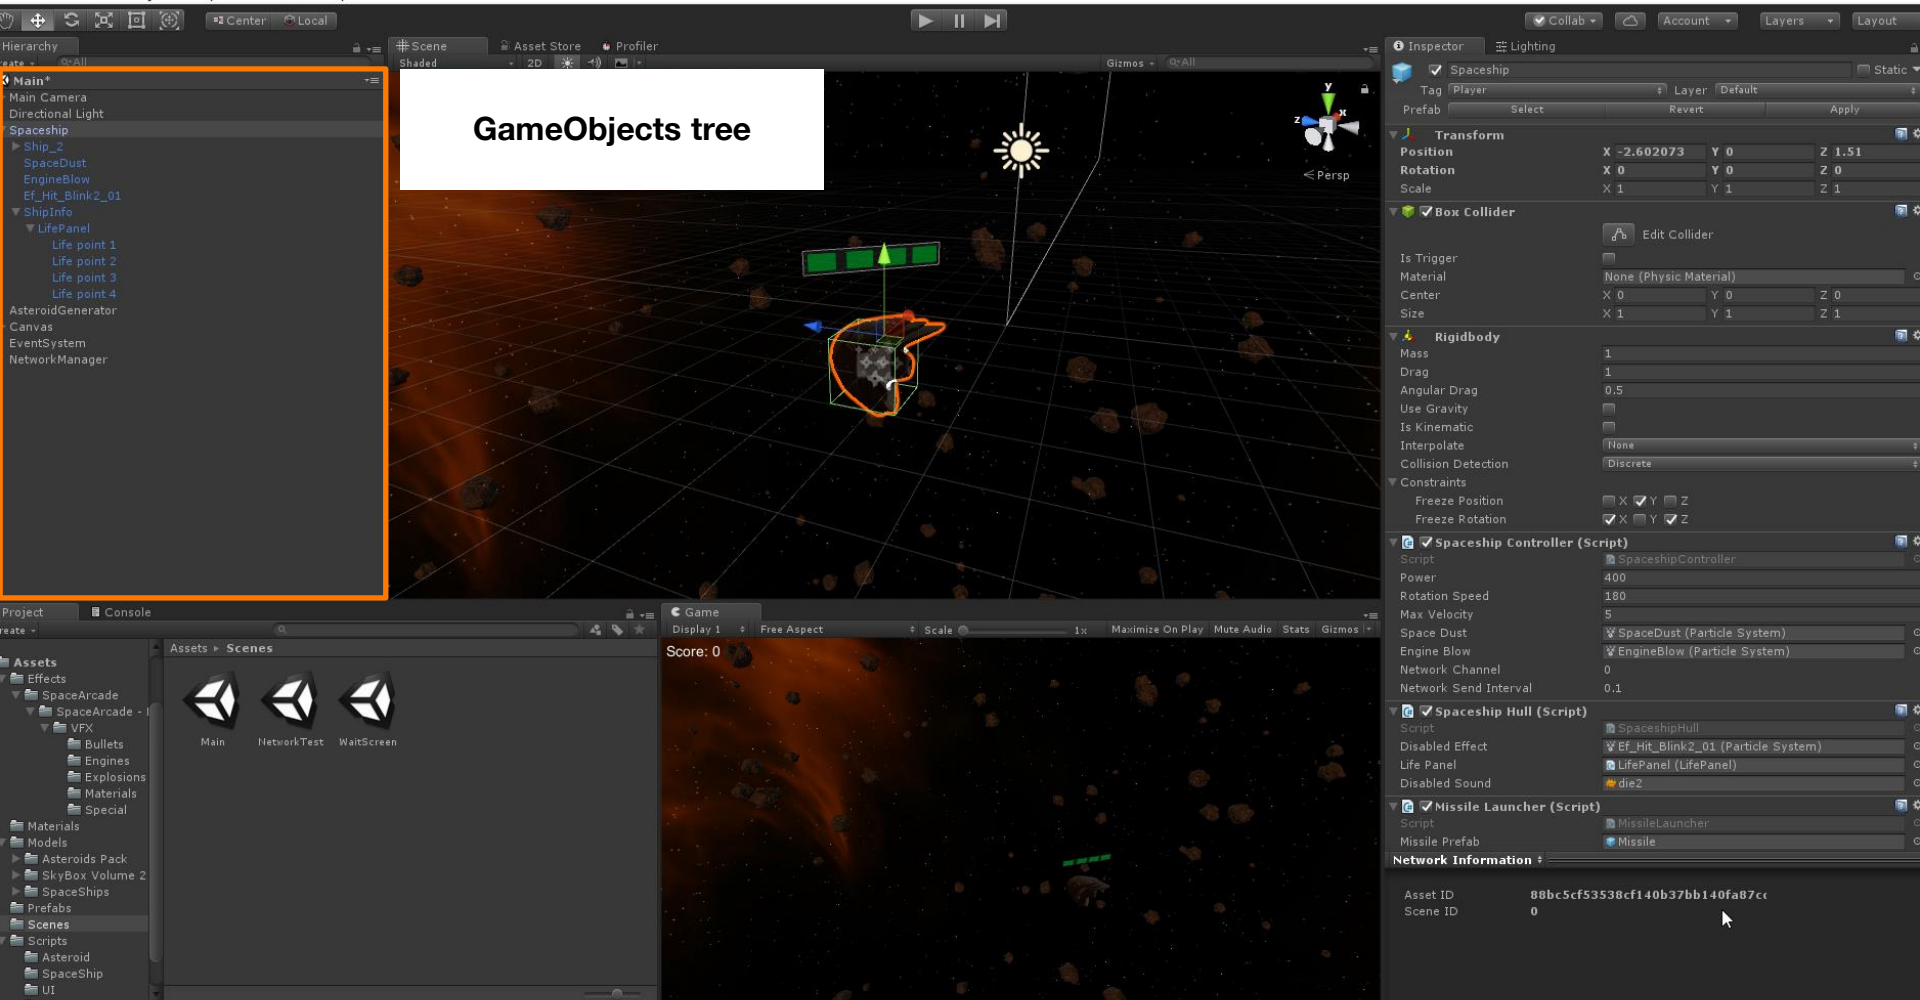 Center Local
Collab Account Layers Layout
Hierarchy
All
Main*
Main Camera
Directional Light
Spaceship
Ship_2
SpaceDust
EngineBlow
Ef_Hit_Blink2_01
ShipInfo
LifePanel
Life point 1
Life point 2
Life point 3
Life point 4
AsteroidGenerator
Canvas
EventSystem
NetworkManager
Scene Asset Store Profiler
Shaded 2D Gizmos All
GameObjects tree
y
x
z
Persp
Inspector Lighting
Spaceship Static
Tag Player Layer Default
Prefab Select Revert Apply
Transform
Position X -2.602073 Y 0 Z 1.51
Rotation X 0 Y 0 Z 0
Scale X 1 Y 1 Z 1
Box Collider
Edit Collider
Is Trigger
Material None (Physic Material)
Center X 0 Y 0 Z 0
Size X 1 Y 1 Z 1
Rigidbody
Mass 1
Drag 1
Angular Drag 0.5
Use Gravity
Is Kinematic
Interpolate None
Collision Detection Discrete
Constraints
Freeze Position X Y Z
Freeze Rotation X Y Z
Spaceship Controller (Script)
Script SpaceshipController
Power 400
Rotation Speed 180
Max Velocity 5
Space Dust SpaceDust (Particle System)
Engine Blow EngineBlow (Particle System)
Network Channel 0
Network Send Interval 0.1
Spaceship Hull (Script)
Script SpaceshipHull
Disabled Effect Ef_Hit_Blink2_01 (Particle System)
Life Panel LifePanel (LifePanel)
Disabled Sound die2
Missile Launcher (Script)
Script MissileLauncher
Missile Prefab Missile
Network Information
Asset ID 88bc5cf53538cf140b37bb140fa87cc
Scene ID 0
Project Console
Assets
Effects
SpaceArcade
SpaceArcade -
VFX
Bullets
Engines
Explosions
Materials
Special
Materials
Models
Asteroids Pack
SkyBox Volume 2
SpaceShips
Prefabs
Scenes
Scripts
Asteroid
SpaceShip
UI
Assets Scenes
Main NetworkTest WaitScreen
Game
Display 1 Free Aspect Scale 1x Maximize On Play Mute Audio Stats Gizmos
Score: 0